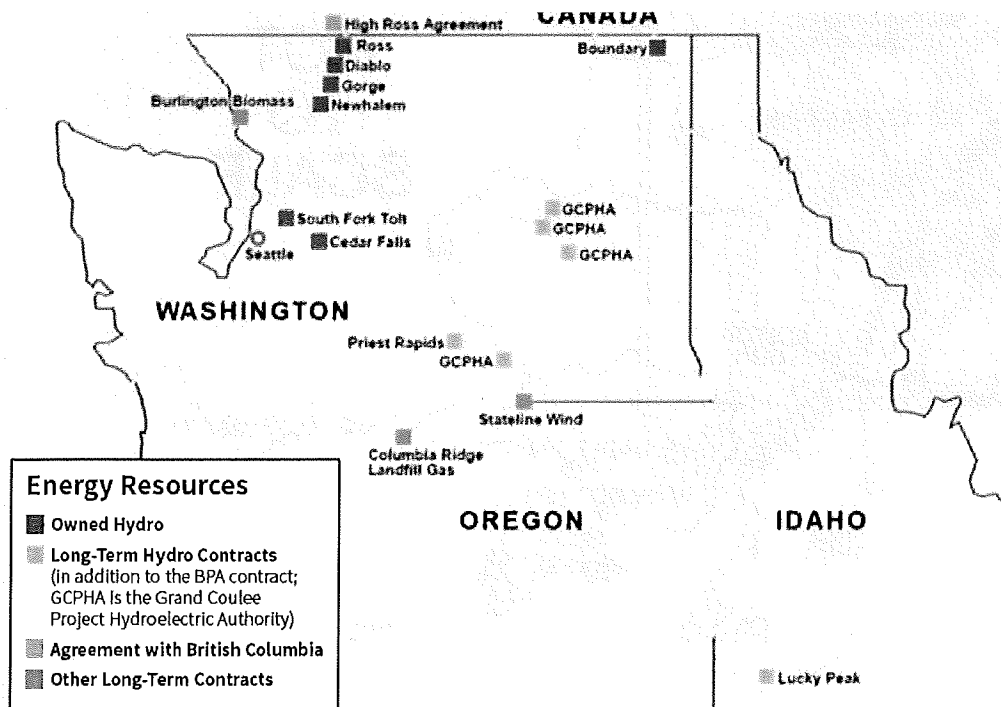 CANADA
High Ross Agreement
Ross
Boundary
Diablo
Gorge
Burlington Biomass
Newhalem
GCPHA
South Fork Tolt
GCPHA
Seattle
Cedar Falls
GCPHA
WASHINGTON
Priest Rapids
GCPHA
Stateline Wind
Columbia Ridge
Landfill Gas
OREGON
IDAHO
Lucky Peak
Energy Resources
Owned Hydro
Long-Term Hydro Contracts
(in addition to the BPA contract;
GCPHA is the Grand Coulee
Project Hydroelectric Authority)
Agreement with British Columbia
Other Long-Term Contracts